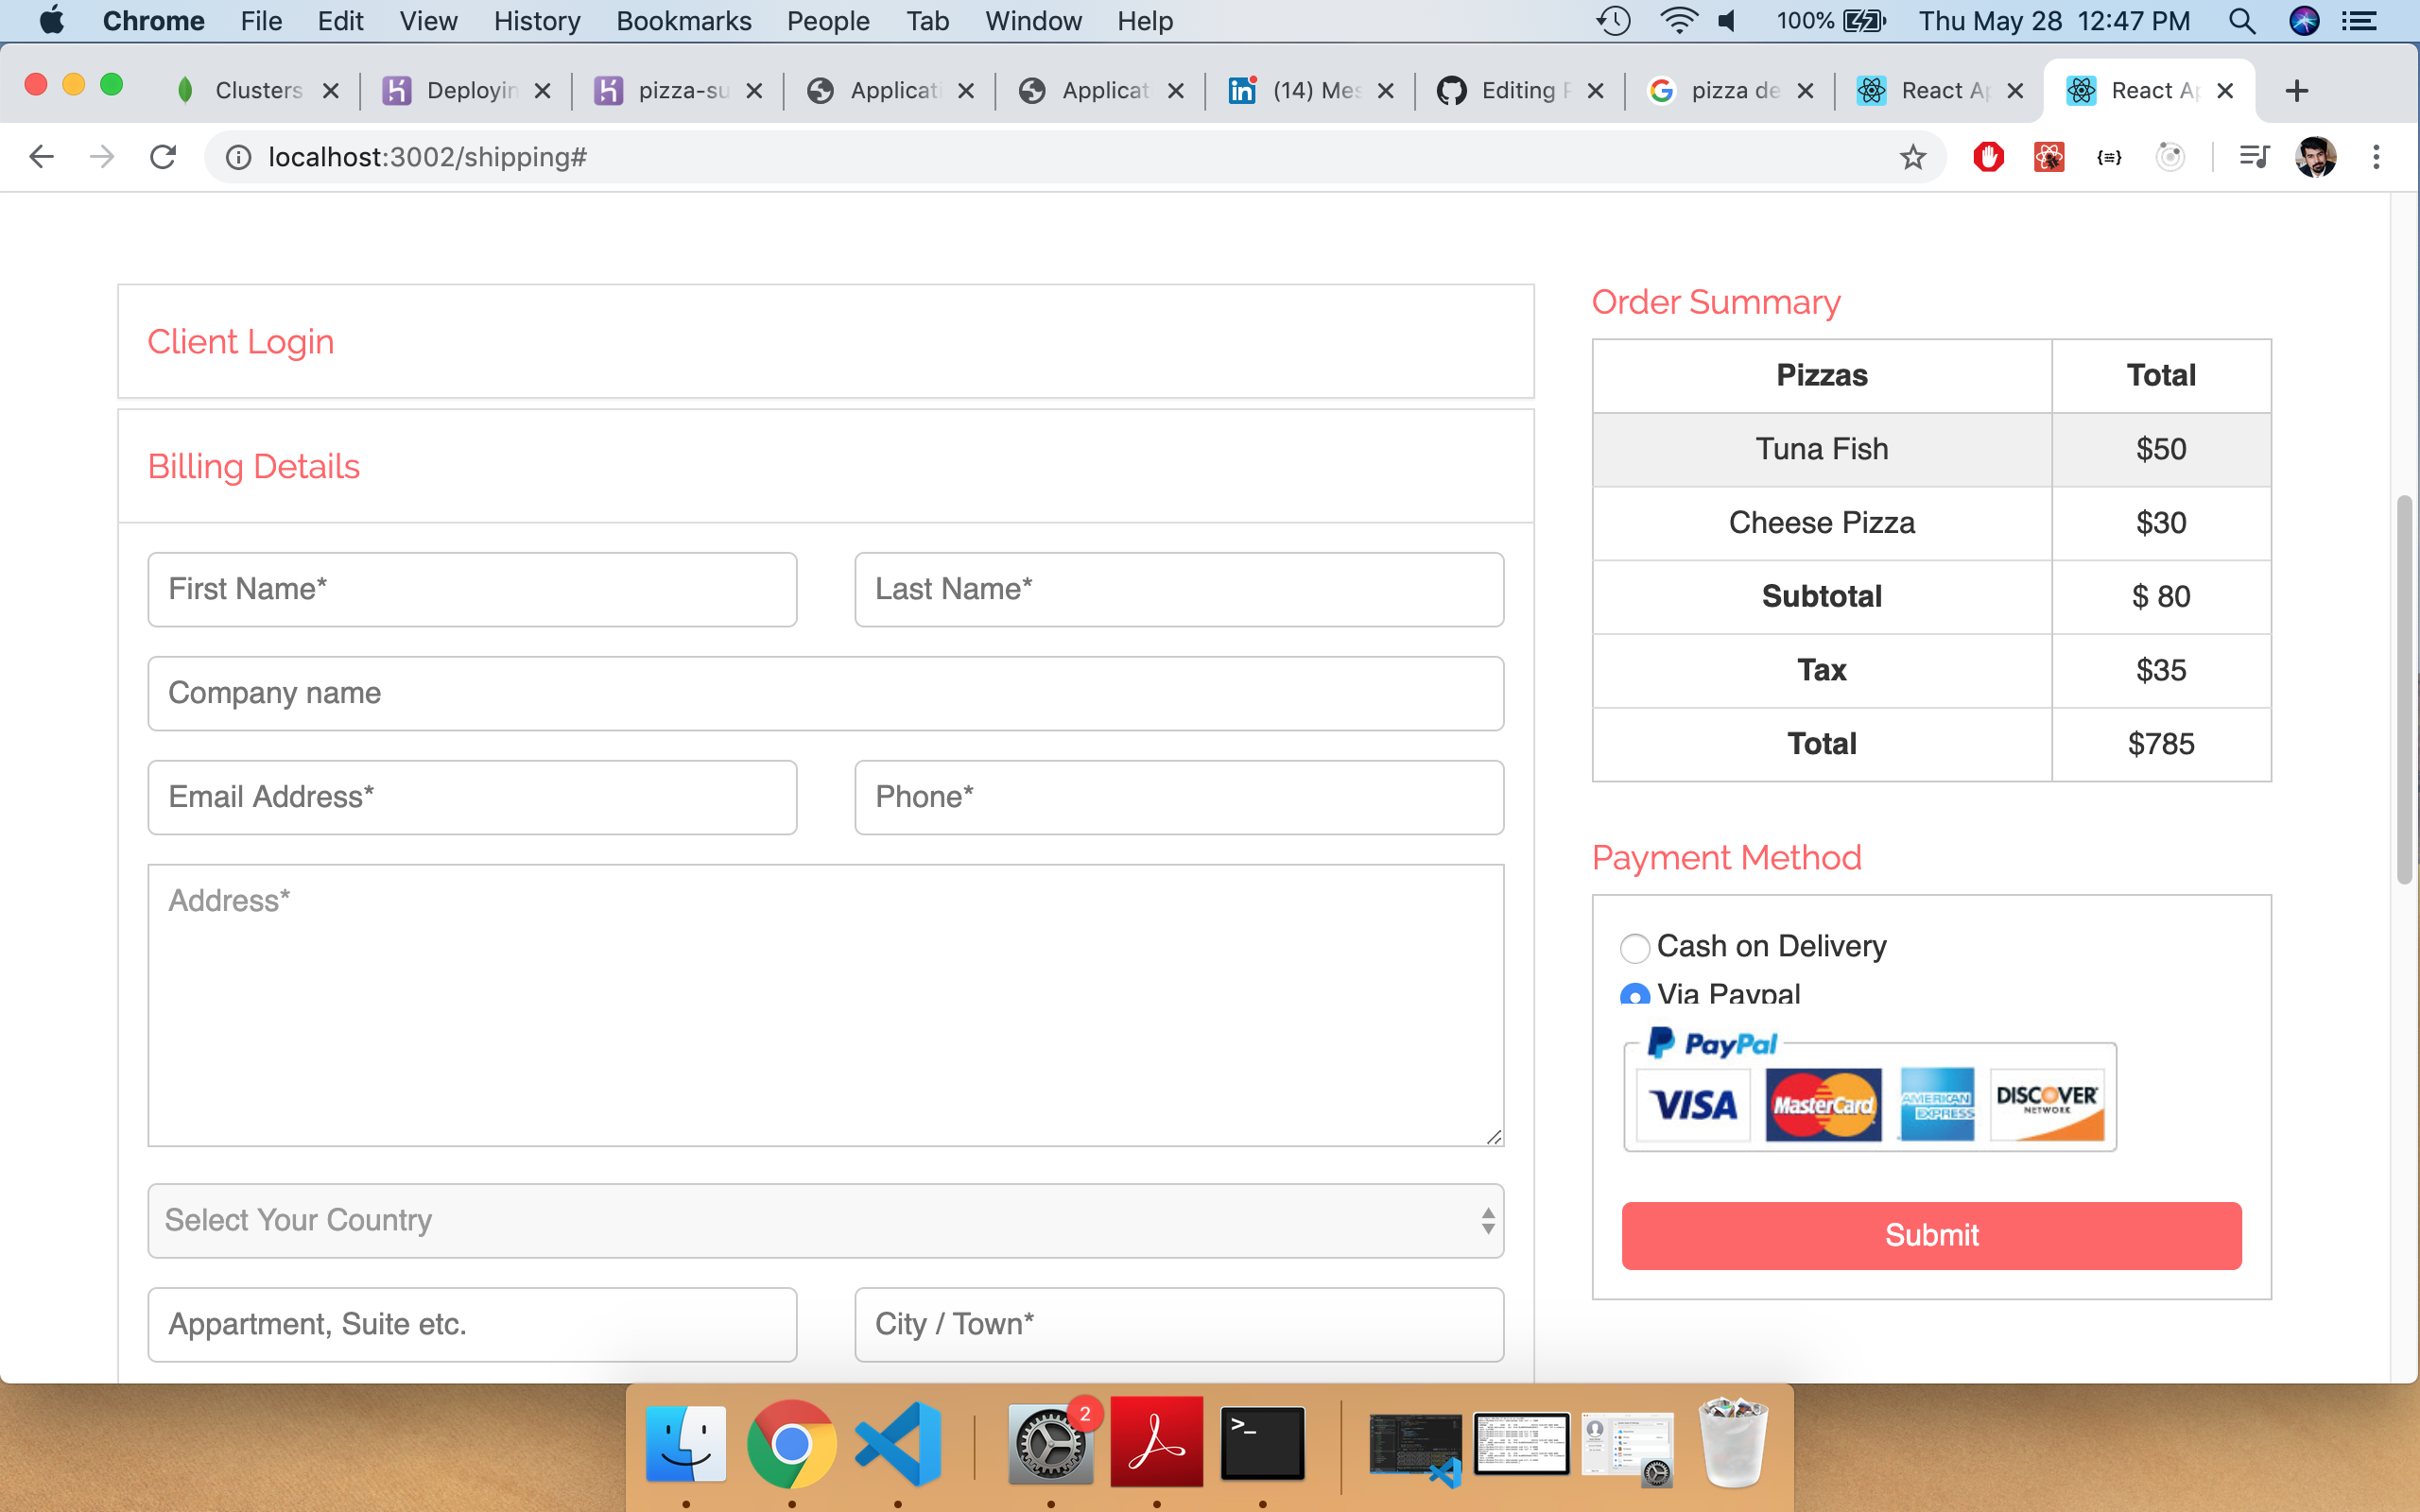 Chrome File Edit View History Bookmarks People Tab Window Help 100% Thu May 28 12:47 PM
Clusters Deployin pizza-su Applicati Applicat (14) Mes Editing pizza de React Ap React Ap
localhost:3002/shipping#
Client Login
Billing Details
First Name* Last Name*
Company name
Email Address* Phone*
Address*
Select Your Country
Appartment, Suite etc. City / Town*
Order Summary
Pizzas Total
Tuna Fish $50
Cheese Pizza $30
Subtotal $ 80
Tax $35
Total $785
Payment Method
Cash on Delivery
Via Paypal
PayPal
VISA MasterCard AMERICAN EXPRESS DISCOVER NETWORK
Submit
2